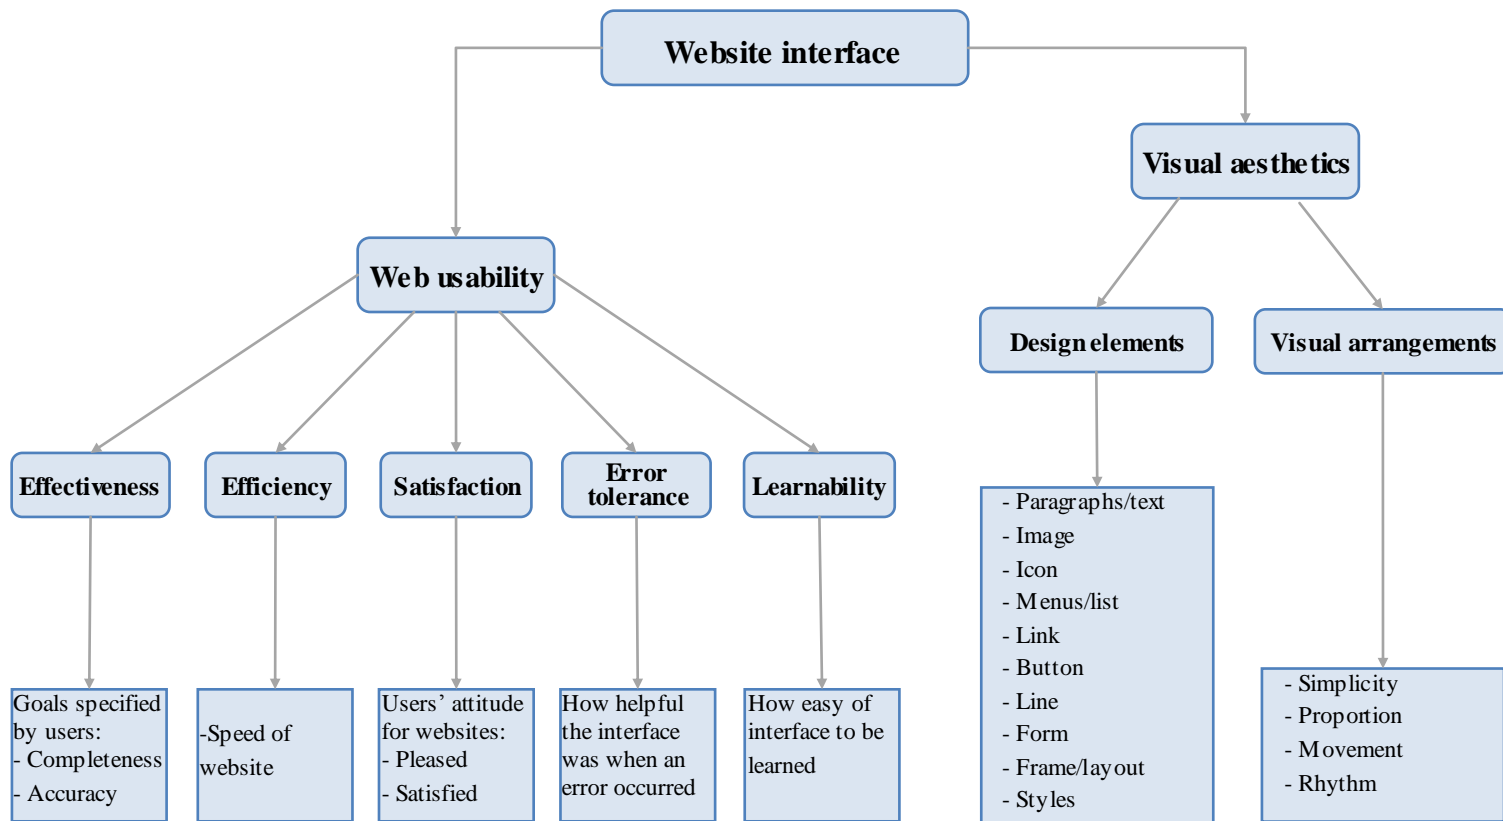 Website interface
Visual aesthetics
Web usability
Design elements
Visual arrangements
Effectiveness
Efficiency
Satisfaction
Error
tolerance
Learnability
- Paragraphs/text
- Image
- Icon
- Menus/list
- Link
- Button
- Line
- Form
- Frame/layout
- Styles
- Simplicity
- Proportion
- Movement
- Rhythm
Goals specified
by users:
- Completeness
- Accuracy
-Speed of
website
Users’ attitude
for websites:
- Pleased
- Satisfied
How helpful
the interface
was when an
error occurred
How easy of
interface to be
learned